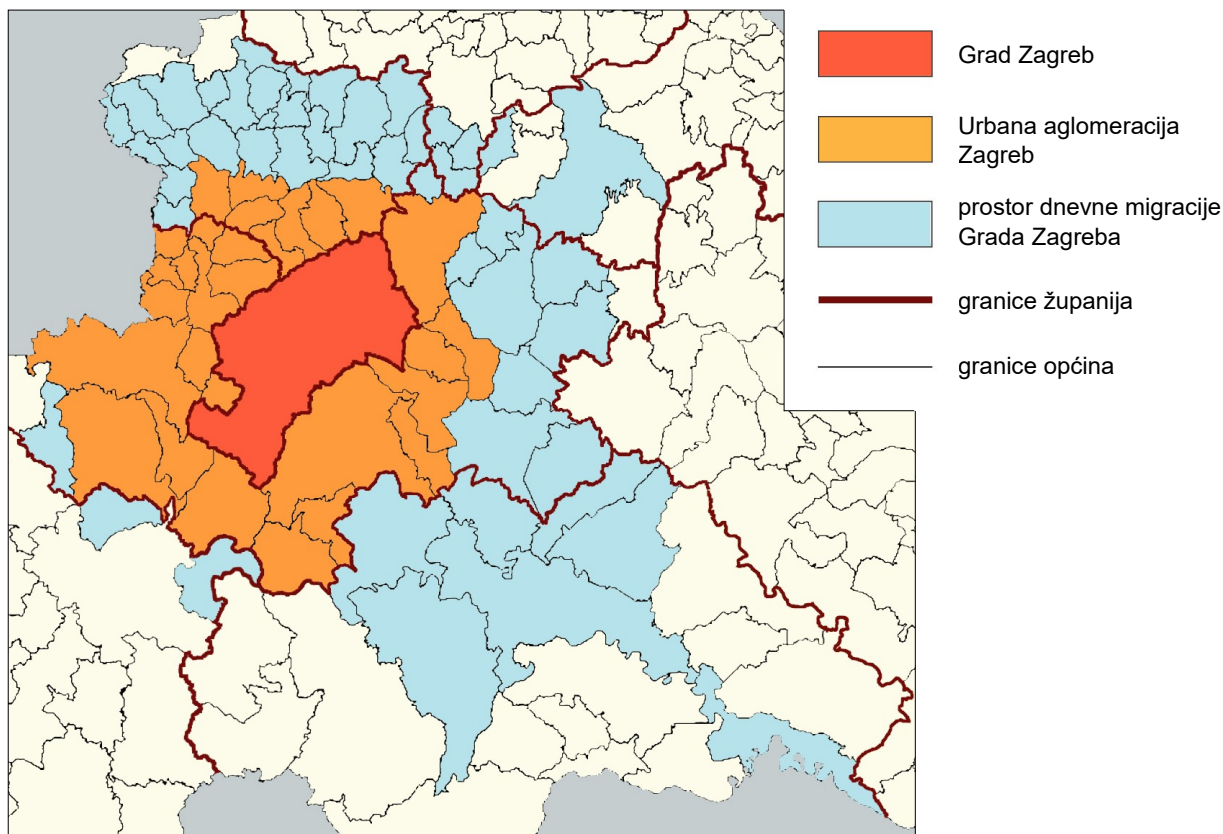 Grad Zagreb
Urbana aglomeracija
Zagreb
prostor dnevne migracije
Grada Zagreba
granice županija
granice općina